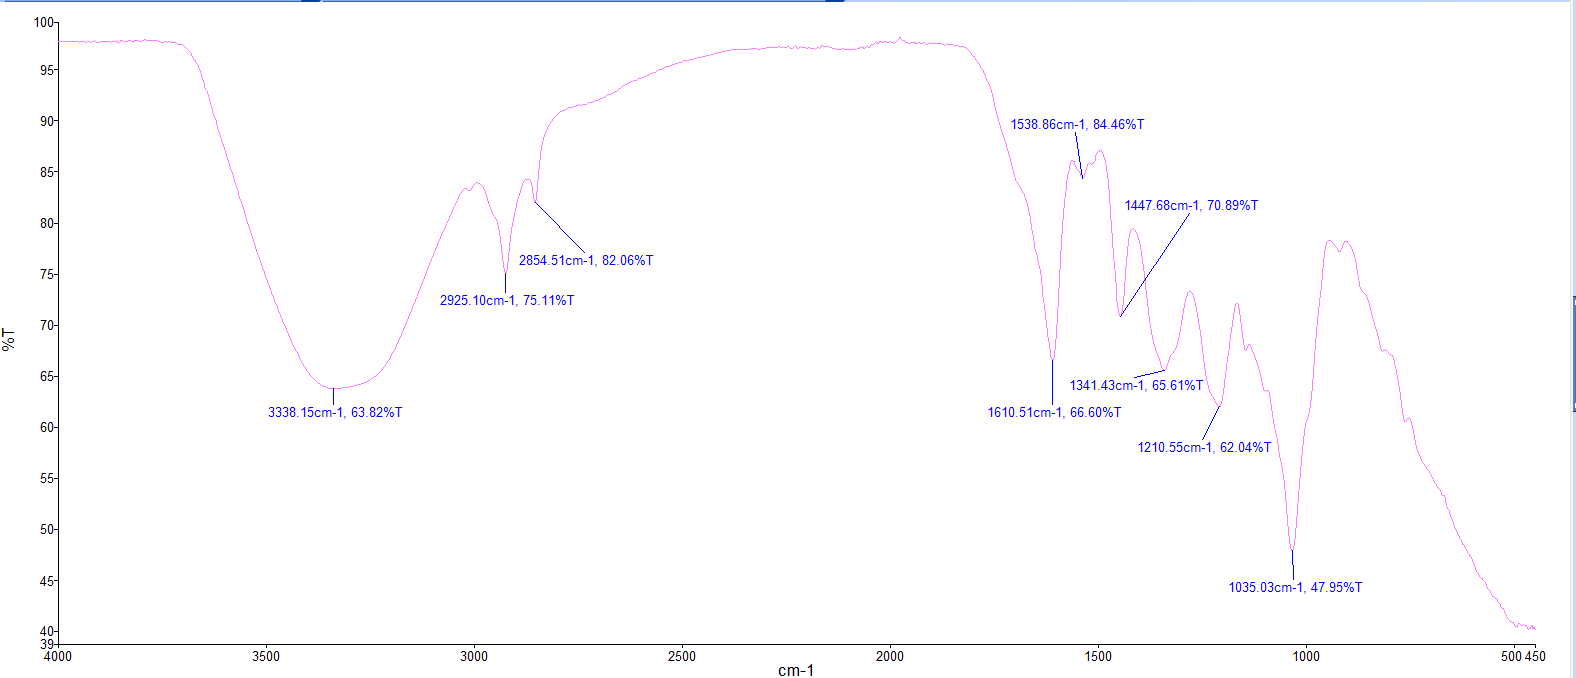 100
95
90
85
80
75
70
65
60
55
50
45
40
39
%T
1538.86cm-1, 84.46%T
1447.68cm-1, 70.89%T
2854.51cm-1, 82.06%T
2925.10cm-1, 75.11%T
1341.43cm-1, 65.61%T
3338.15cm-1, 63.82%T
1610.51cm-1, 66.60%T
1210.55cm-1, 62.04%T
1035.03cm-1, 47.95%T
4000 3500 3000 2500 2000 1500 1000 500 450
cm-1